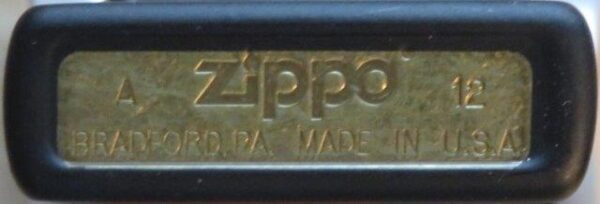 A zippo 12
BRADFORD, PA. MADE IN U.S.A